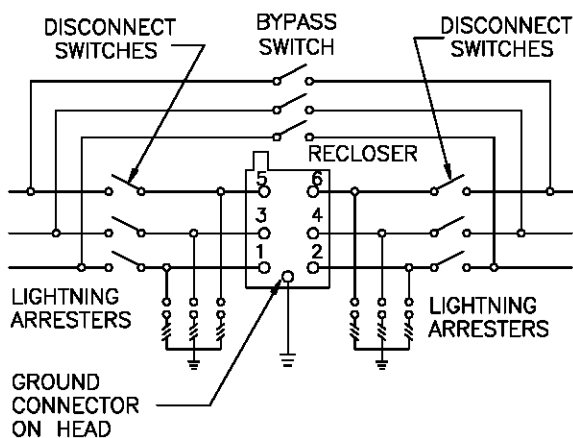 DISCONNECT
SWITCHES
BYPASS
SWITCH
DISCONNECT
SWITCHES
RECLOSER
5 6
3 4
1 2
LIGHTNING
ARRESTERS
LIGHTNING
ARRESTERS
GROUND
CONNECTOR
ON HEAD